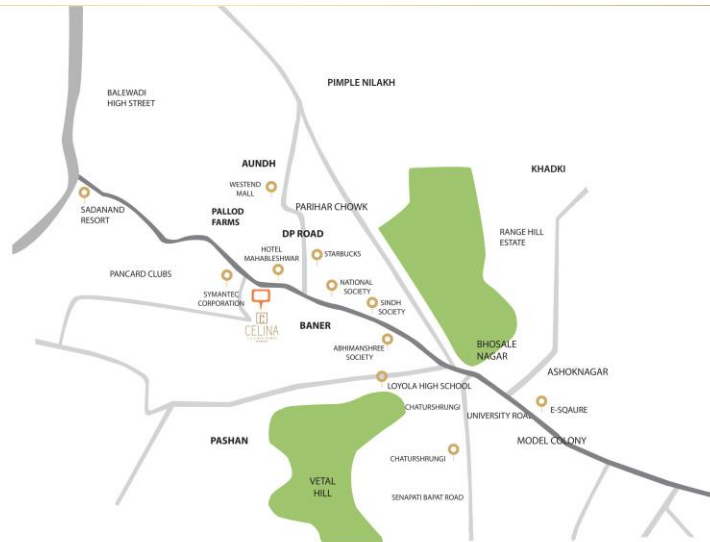 PIMPLE NILAKH
BALEWADI
HIGH STREET
AUNDH
KHADKI
WESTEND
MALL
SADANAND
RESORT
PALLOD
FARMS
PARIHAR CHOWK
DP ROAD
RANGE HILL
ESTATE
HOTEL
MAHABLESHWAR
STARBUCKS
PANCARD CLUBS
SYMANTEC
CORPORATION
NATIONAL
SOCIETY
SINDH
SOCIETY
CELINA
BANER
ABHIMANSHREE
SOCIETY
BHOSALE
NAGAR
ASHOKNAGAR
LOYOLA HIGH SCHOOL
CHATURSHRUNGI
UNIVERSITY ROAD
E-SQAURE
PASHAN
MODEL COLONY
CHATURSHRUNGI
VETAL
HILL
SENAPATI BAPAT ROAD